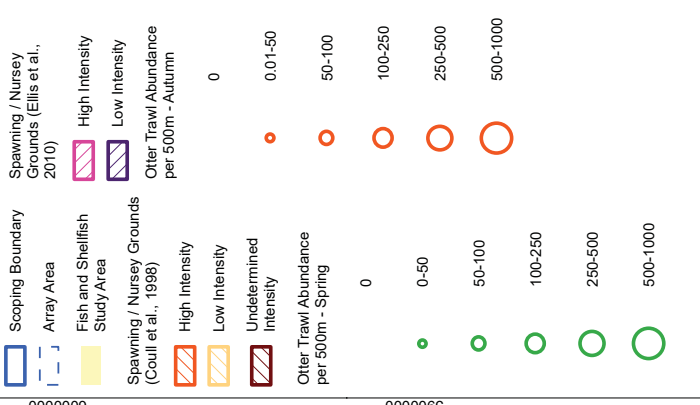 Scoping Boundary
Array Area
Fish and Shellfish
Study Area
Spawning / Nursey Grounds
(Coull et al., 1998)
High Intensity
Low Intensity
Undetermined
Intensity
Otter Trawl Abundance
per 500m - Spring
0
0-50
50-100
100-250
250-500
500-1000
Spawning / Nursey
Grounds (Ellis et al.,
2010)
High Intensity
Low Intensity
Otter Trawl Abundance
per 500m - Autumn
0
0.01-50
50-100
100-250
250-500
500-1000